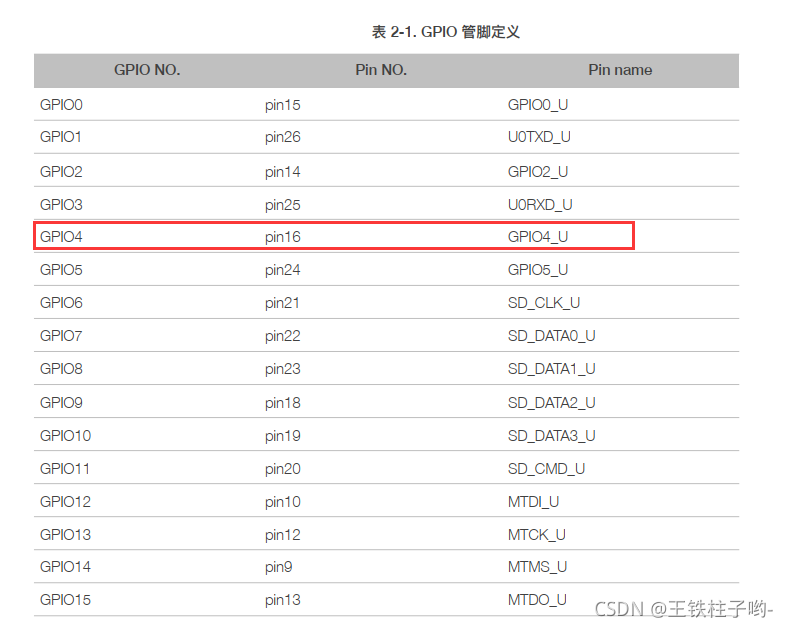 表 2-1. GPIO 管脚定义
GPIO NO. Pin NO. Pin name
GPIO0 pin15 GPIO0_U
GPIO1 pin26 U0TXD_U
GPIO2 pin14 GPIO2_U
GPIO3 pin25 U0RXD_U
GPIO4 pin16 GPIO4_U
GPIO5 pin24 GPIO5_U
GPIO6 pin21 SD_CLK_U
GPIO7 pin22 SD_DATA0_U
GPIO8 pin23 SD_DATA1_U
GPIO9 pin18 SD_DATA2_U
GPIO10 pin19 SD_DATA3_U
GPIO11 pin20 SD_CMD_U
GPIO12 pin10 MTDI_U
GPIO13 pin12 MTCK_U
GPIO14 pin9 MTMS_U
GPIO15 pin13 MTDO_U
CSDN @王铁柱子哟-